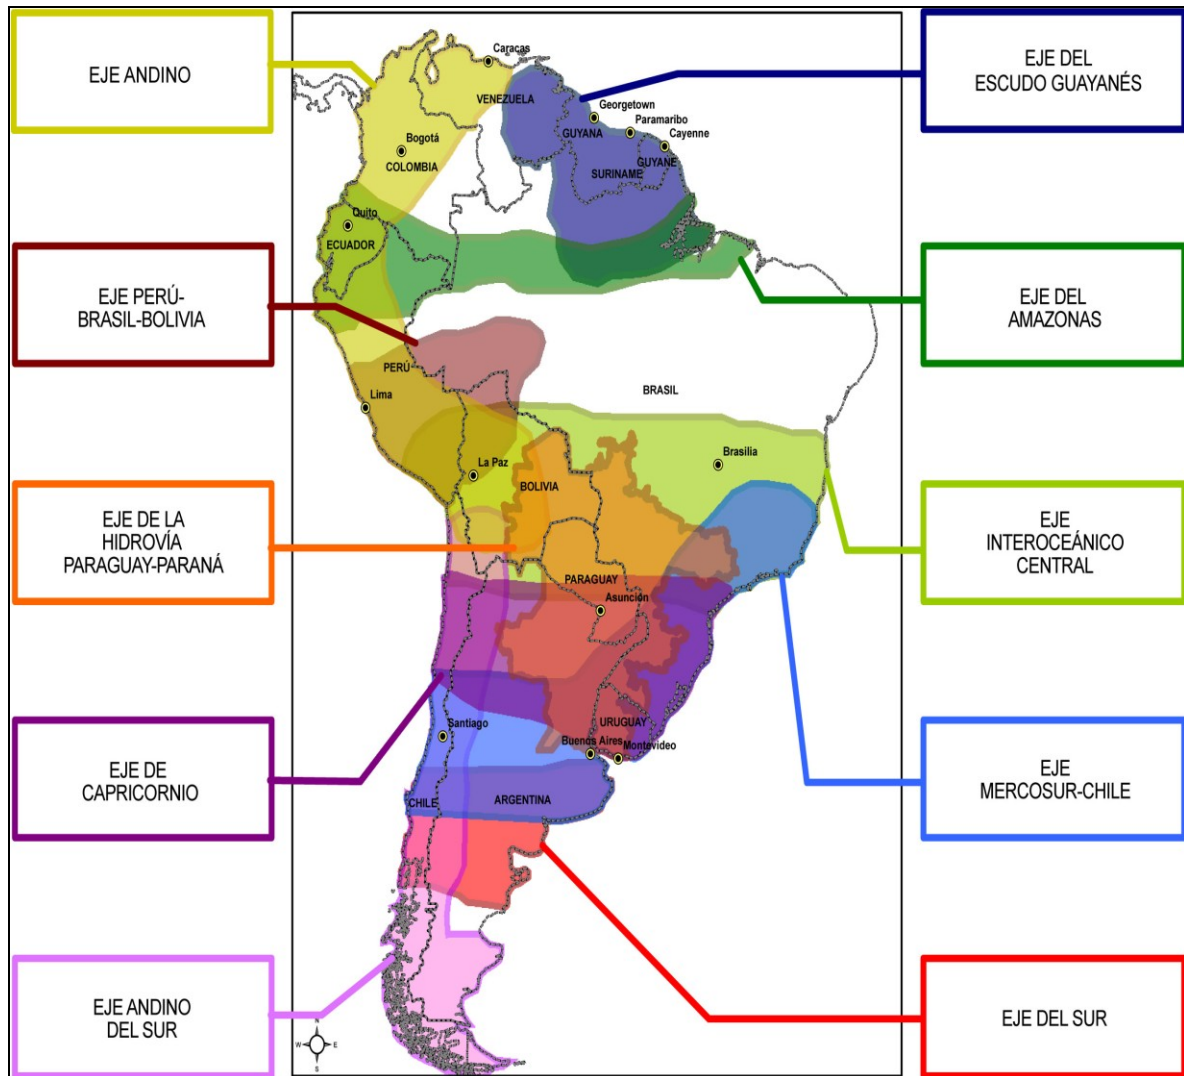 EJE ANDINO
EJE PERÚ-
BRASIL-BOLIVIA
EJE DE LA
HIDROVÍA
PARAGUAY-PARANÁ
EJE DE
CAPRICORNIO
EJE ANDINO
DEL SUR
Caracas
VENEZUELA
Georgetown
Paramaribo
GUYANA
Cayenne
Bogotá
COLOMBIA
GUYANE
SURINAME
Quito
ECUADOR
PERÚ
BRASIL
Lima
Brasilia
La Paz
BOLIVIA
PARAGUAY
Asunción
URUGUAY
Santiago
Buenos Aires
Montevideo
CHILE
ARGENTINA
N
W
E
S
EJE DEL
ESCUDO GUAYANÉS
EJE DEL
AMAZONAS
EJE
INTEROCEÁNICO
CENTRAL
EJE
MERCOSUR-CHILE
EJE DEL SUR